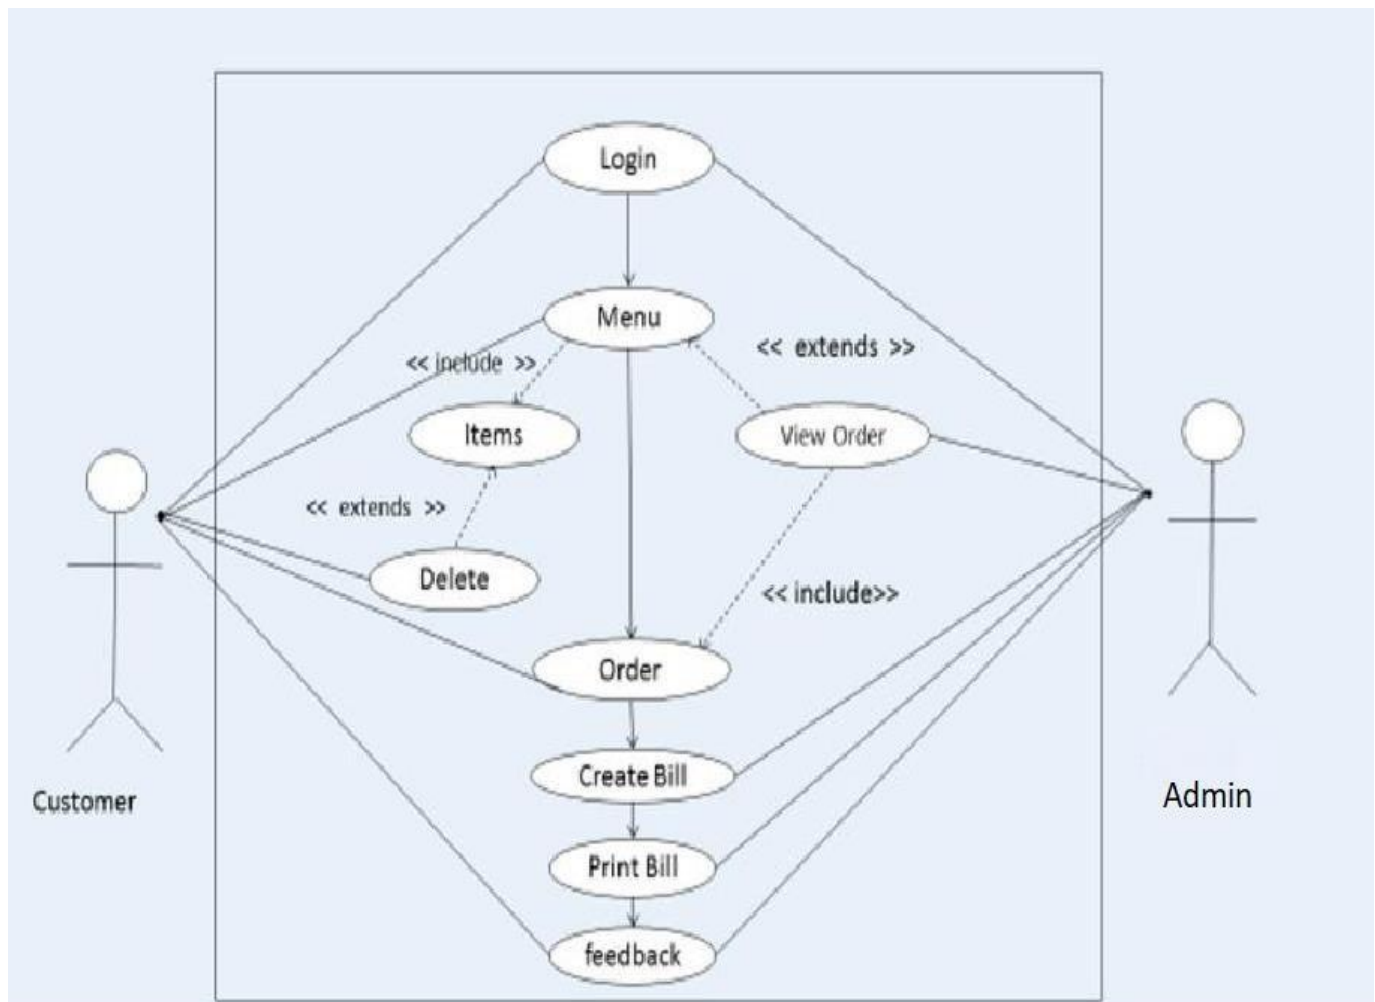 Login
Menu
<< extends >>
<< include >>
Items
View Order
<< extends >>
Delete
<< include>>
Order
Create Bill
Customer
Admin
Print Bill
feedback